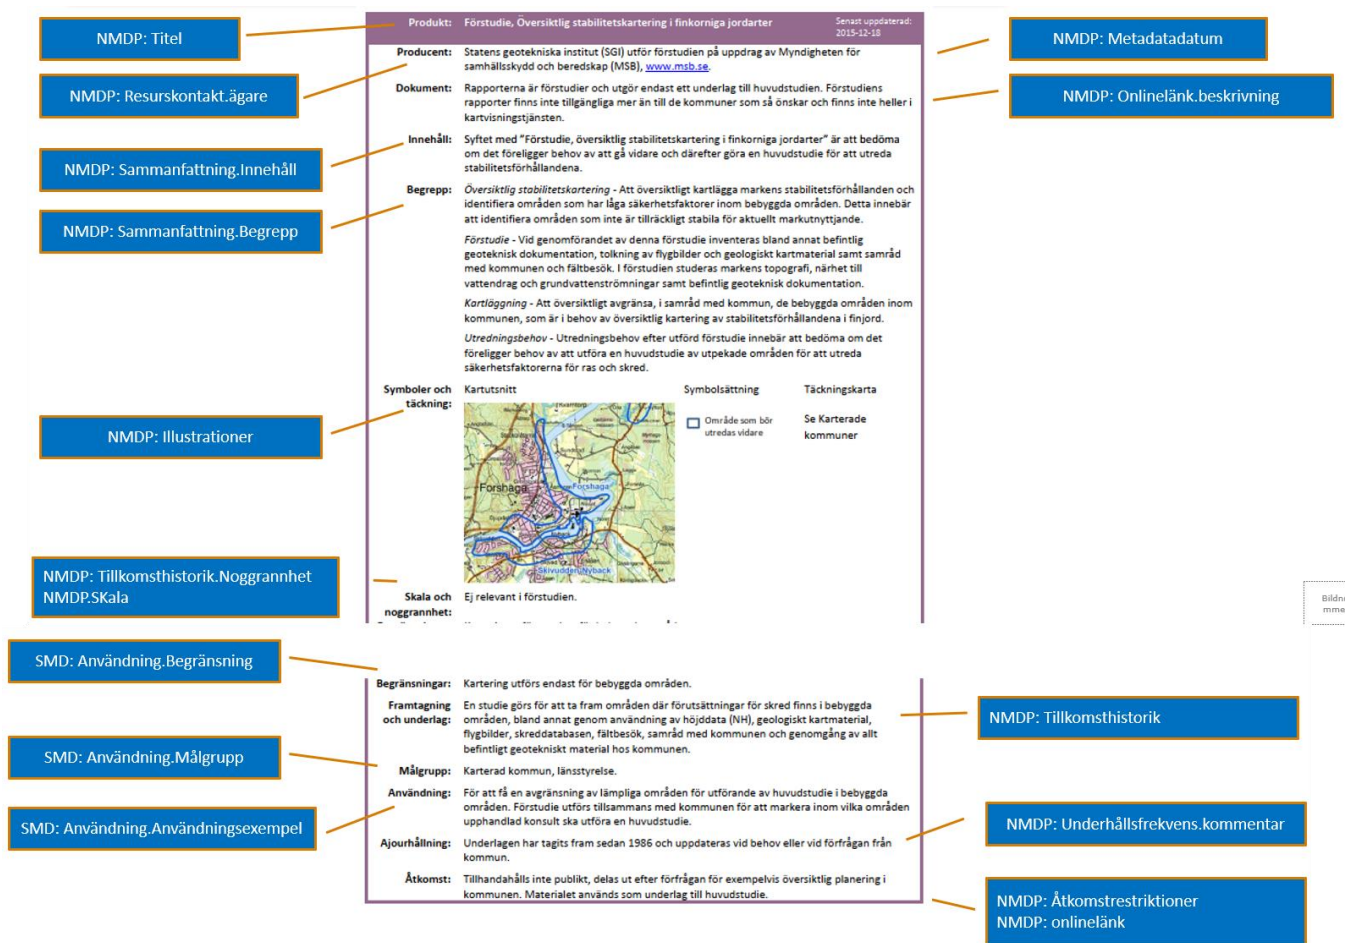 NMDP: Titel
NMDP: Resurskontakt.ägare
NMDP: Sammanfattning.Innehåll
NMDP: Sammanfattning.Begrepp
NMDP: Illustrationer
NMDP: Tillkomsthistorik.Noggrannhet
NMDP.SKala
SMD: Användning.Begränsning
SMD: Användning.Målgrupp
SMD: Användning.Användningsexempel
Produkt: Förstudie, Översiktlig stabilitetskartering i finkorniga jordarter
Senast uppdaterad:
2015-12-18
Producent: Statens geotekniska institut (SGI) utför förstudien på uppdrag av Myndigheten för
samhällsskydd och beredskap (MSB), www.msb.se.
Dokument: Rapporterna är förstudier och utgör endast ett underlag till huvudstudien. Förstudiens
rapporter finns inte tillgängliga mer än till de kommuner som så önskar och finns inte heller i
kartvisningstjänsten.
Innehåll: Syftet med ”Förstudie, översiktlig stabilitetskartering i finkorniga jordarter” är att bedöma
om det föreligger behov av att gå vidare och därefter göra en huvudstudie för att utreda
stabilitetsförhållandena.
Begrepp: Översiktlig stabilitetskartering - Att översiktligt kartlägga markens stabilitetsförhållanden och
identifiera områden som har låga säkerhetsfaktorer inom bebyggda områden. Detta innebär
att identifiera områden som inte är tillräckligt stabila för aktuellt markutnyttjande.
Förstudie - Vid genomförandet av denna förstudie inventeras bland annat befintlig
geoteknisk dokumentation, tolkning av flygbilder och geologiskt kartmaterial samt samråd
med kommunen och fältbesök. I förstudien studeras markens topografi, närhet till
vattendrag och grundvattenströmningar samt befintlig geoteknisk dokumentation.
Kartläggning - Att översiktligt avgränsa, i samråd med kommun, de bebyggda områden inom
kommunen, som är i behov av översiktlig kartering av stabilitetsförhållandena i finjord.
Utredningsbehov - Utredningsbehov efter utförd förstudie innebär att bedöma om det
föreligger behov av att utföra en huvudstudie av utpekade områden för att utreda
säkerhetsfaktorerna för ras och skred.
Symboler och
täckning:
Kartutsnitt
Symbolsättning
Täckningskarta
Område som bör
utredas vidare
Se Karterade
kommuner
Forshaga
Forshaga
Skivudden Nyback
Skala och
noggrannhet:
Ej relevant i förstudien.
Begränsningar: Kartering utförs endast för bebyggda områden.
Framtagning
och underlag:
En studie görs för att ta fram områden där förutsättningar för skred finns i bebyggda
områden, bland annat genom användning av höjddata (NH), geologiskt kartmaterial,
flygbilder, skreddatabasen, fältbesök, samråd med kommunen och genomgång av allt
befintligt geotekniskt material hos kommunen.
Målgrupp: Karterad kommun, länsstyrelse.
Användning: För att få en avgränsning av lämpliga områden för utförande av huvudstudie i bebyggda
områden. Förstudie utförs tillsammans med kommunen för att markera inom vilka områden
upphandlad konsult ska utföra en huvudstudie.
Ajourhållning: Underlagen har tagits fram sedan 1986 och uppdateras vid behov eller vid förfrågan från
kommun.
Åtkomst: Tillhandahålls inte publikt, delas ut efter förfrågan för exempelvis översiktlig planering i
kommunen. Materialet används som underlag till huvudstudie.
NMDP: Metadatadatum
NMDP: Onlinelänk.beskrivning
NMDP: Tillkomsthistorik
NMDP: Underhållsfrekvens.kommentar
NMDP: Åtkomstrestriktioner
NMDP: onlinelänk